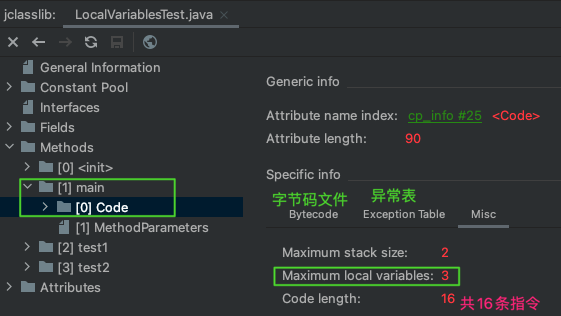 jclasslib:
LocalVariablesTest.java
General Information
Constant Pool
Interfaces
Fields
Methods
[0] <init>
[1] main
[0] Code
[1] MethodParameters
[2] test1
[3] test2
Attributes
Generic info
Attribute name index: cp_info #25 <Code>
Attribute length: 90
Specific info
字节码文件 异常表
Bytecode Exception Table Misc
Maximum stack size: 2
Maximum local variables: 3
Code length: 16 共16条指令